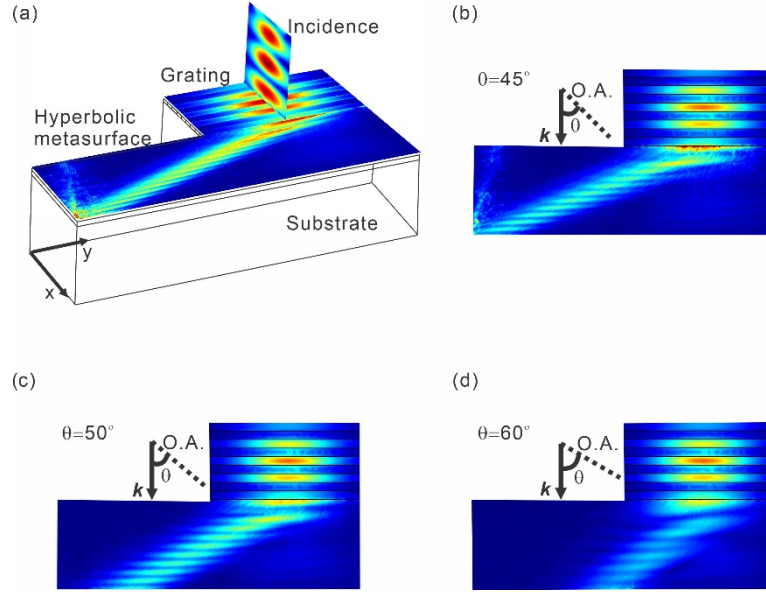 (a)
Incidence
Grating
Hyperbolic
metasurface
Substrate
y
x
(b)
θ=45°
O.A.
θ
k
(c)
θ=50°
O.A.
θ
k
(d)
θ=60°
O.A.
θ
k